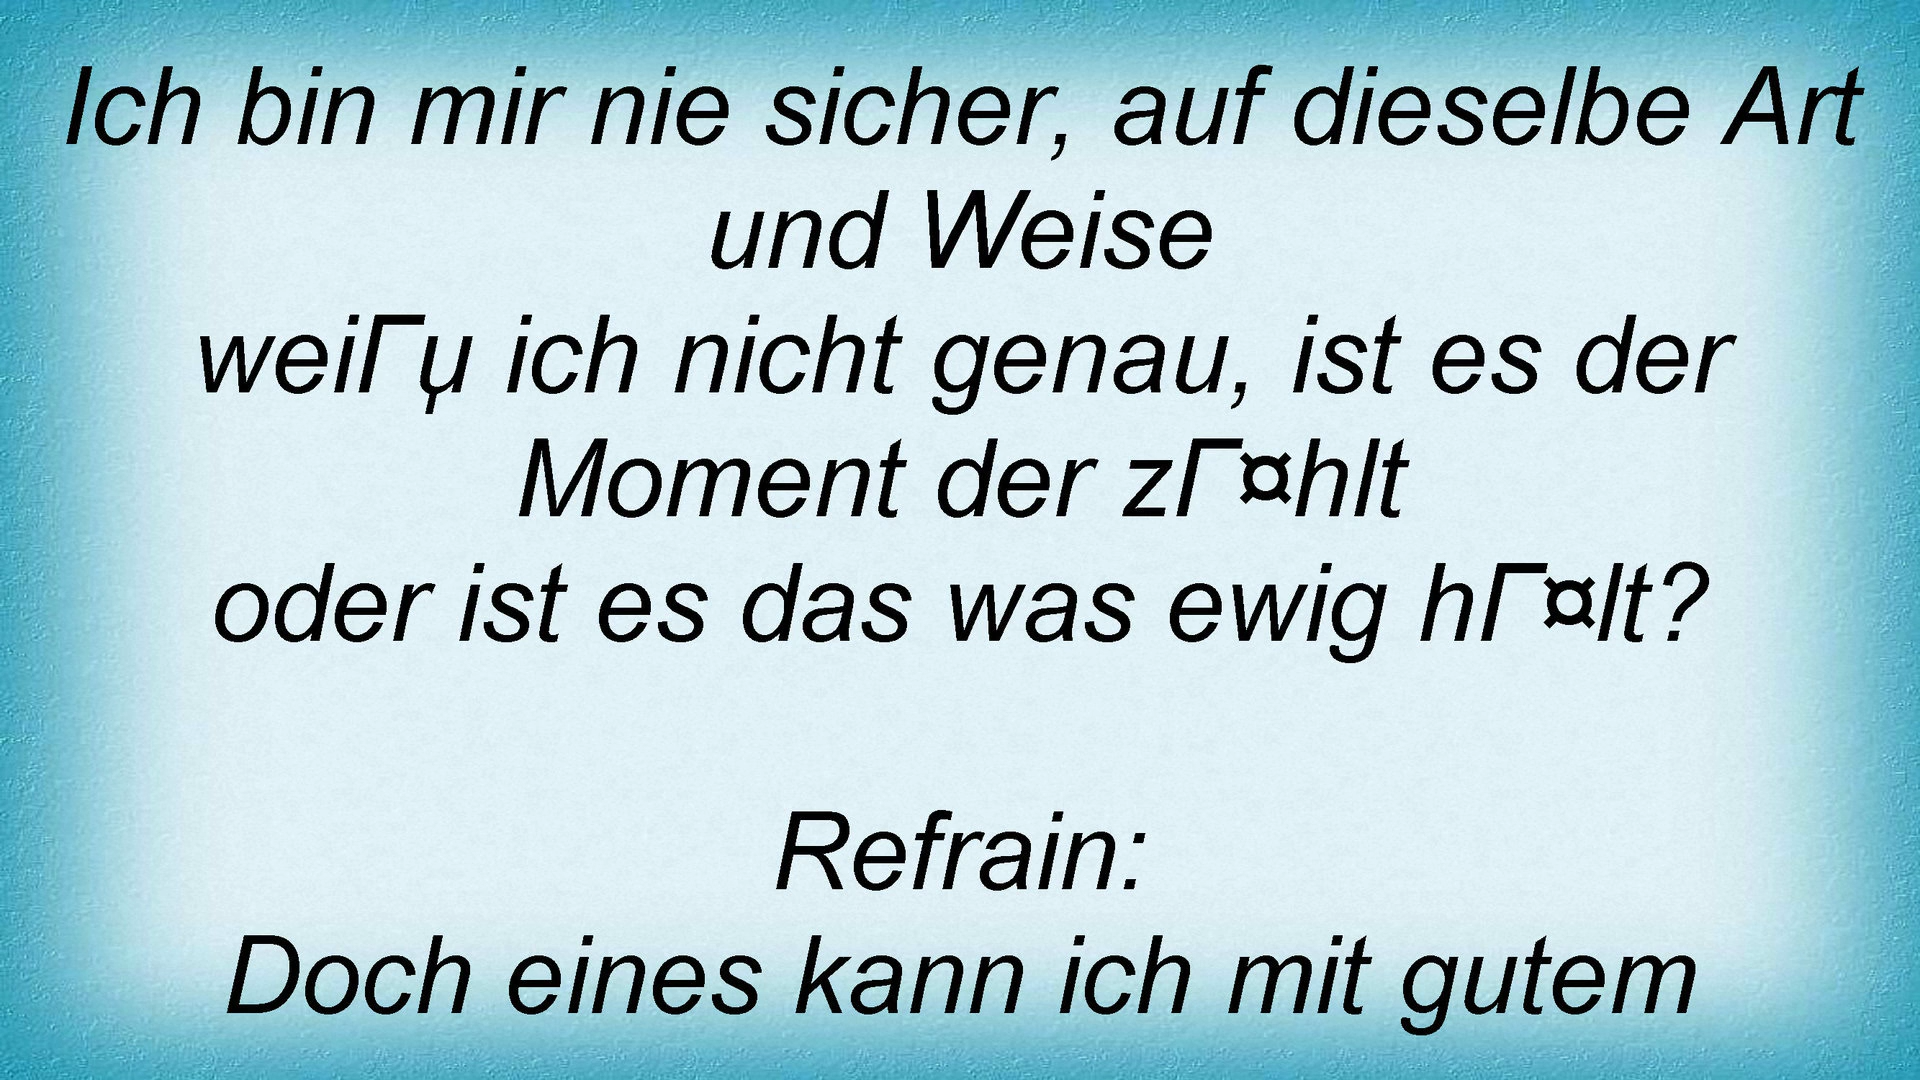 Ich bin mir nie sicher, auf dieselbe Art
und Weise
weiΓμ ich nicht genau, ist es der
Moment der zΓ¤hlt
oder ist es das was ewig hΓ¤lt?
Refrain:
Doch eines kann ich mit gutem